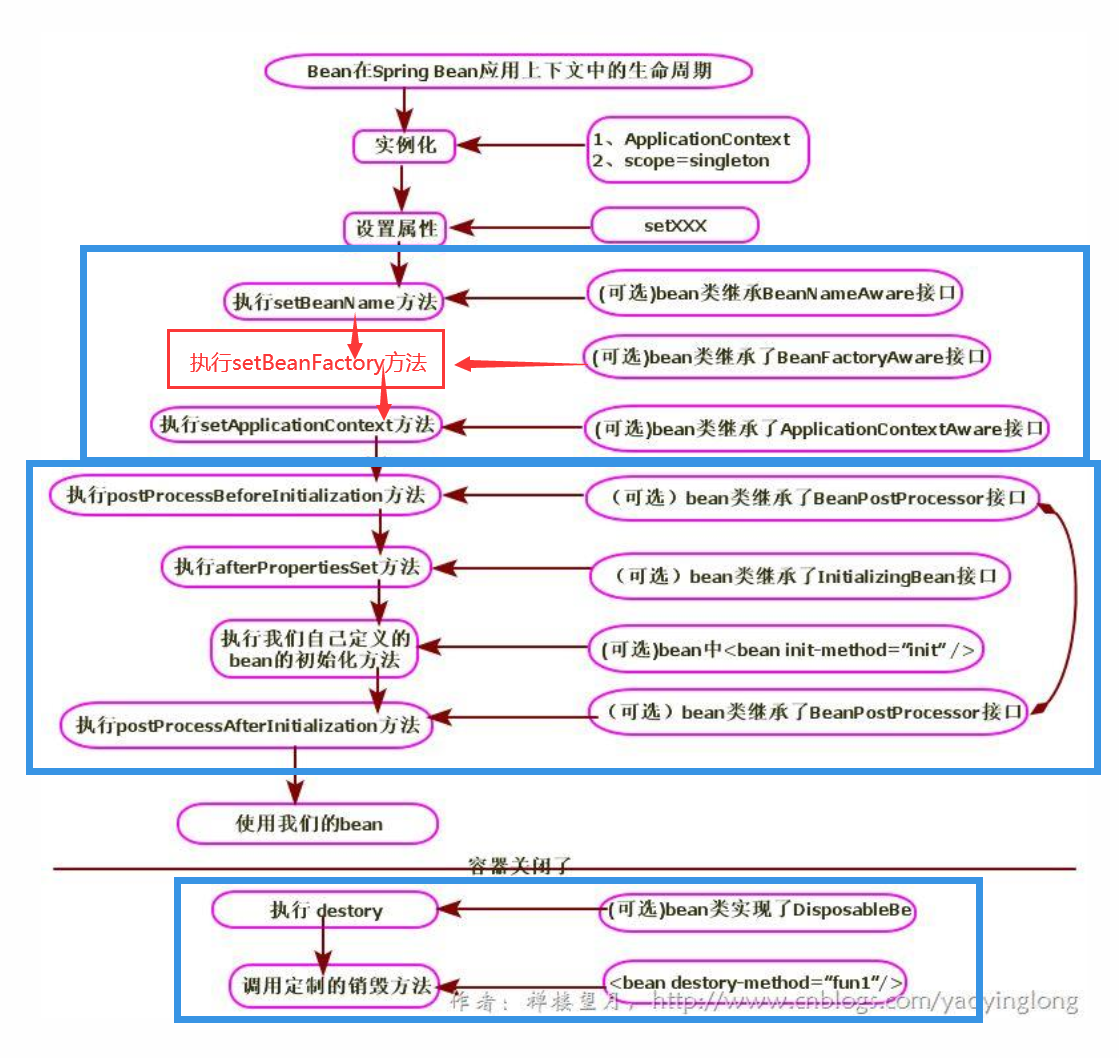 Bean在Spring Bean应用上下文中的生命周期
实例化
1、ApplicationContext
2、scope=singleton
设置属性
setXXX
执行setBeanName方法
(可选)bean类继承BeanNameAware接口
执行setBeanFactory方法
(可选)bean类继承了BeanFactoryAware接口
执行setApplicationContext方法
(可选)bean类继承了ApplicationContextAware接口
执行postProcessBeforeInitialization方法
（可选）bean类继承了BeanPostProcessor接口
执行afterPropertiesSet方法
（可选）bean类继承了InitializingBean接口
执行我们自己定义的
bean的初始化方法
(可选)bean中<bean init-method="init" />
执行postProcessAfterInitialization方法
（可选）bean类继承了BeanPostProcessor接口
使用我们的bean
容器关闭了
执行 destory
(可选)bean类实现了DisposableBe
调用定制的销毁方法
<bean destory-method="fun1"/>
作者：禅楼望月，http://www.cnblogs.com/yaoyinglong